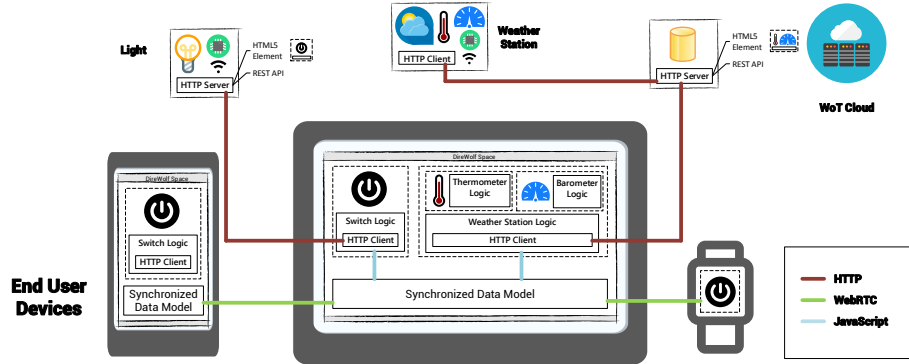 Light
HTML5
Element
REST API
HTTP Server
Weather
Station
HTTP Client
HTML5
Element
REST API
HTTP Server
WoT Cloud
DireWolf Space
Switch Logic
HTTP Client
Synchronized
Data Model
DireWolf Space
Switch Logic
HTTP Client
Thermometer
Logic
Barometer
Logic
Weather Station Logic
HTTP Client
Synchronized Data Model
End User
Devices
HTTP
WebRTC
JavaScript